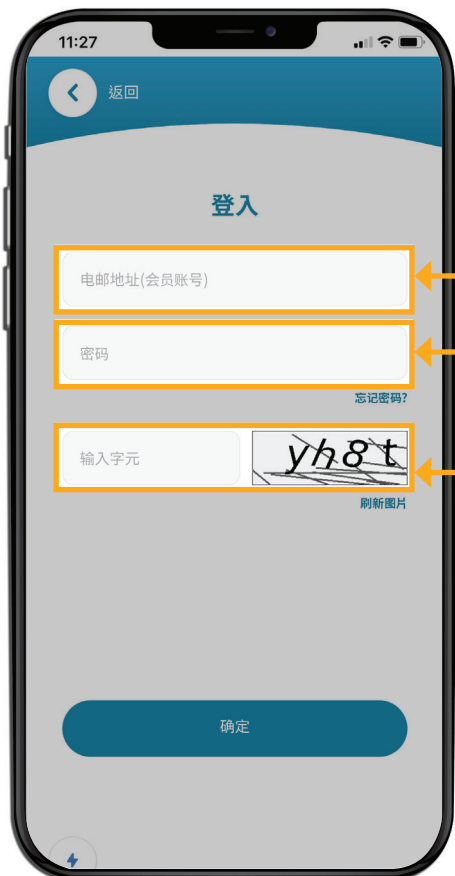 11:27
返回
登入
电邮地址(会员账号)
密码
忘记密码?
输入字元
yh8t
刷新图片
确定